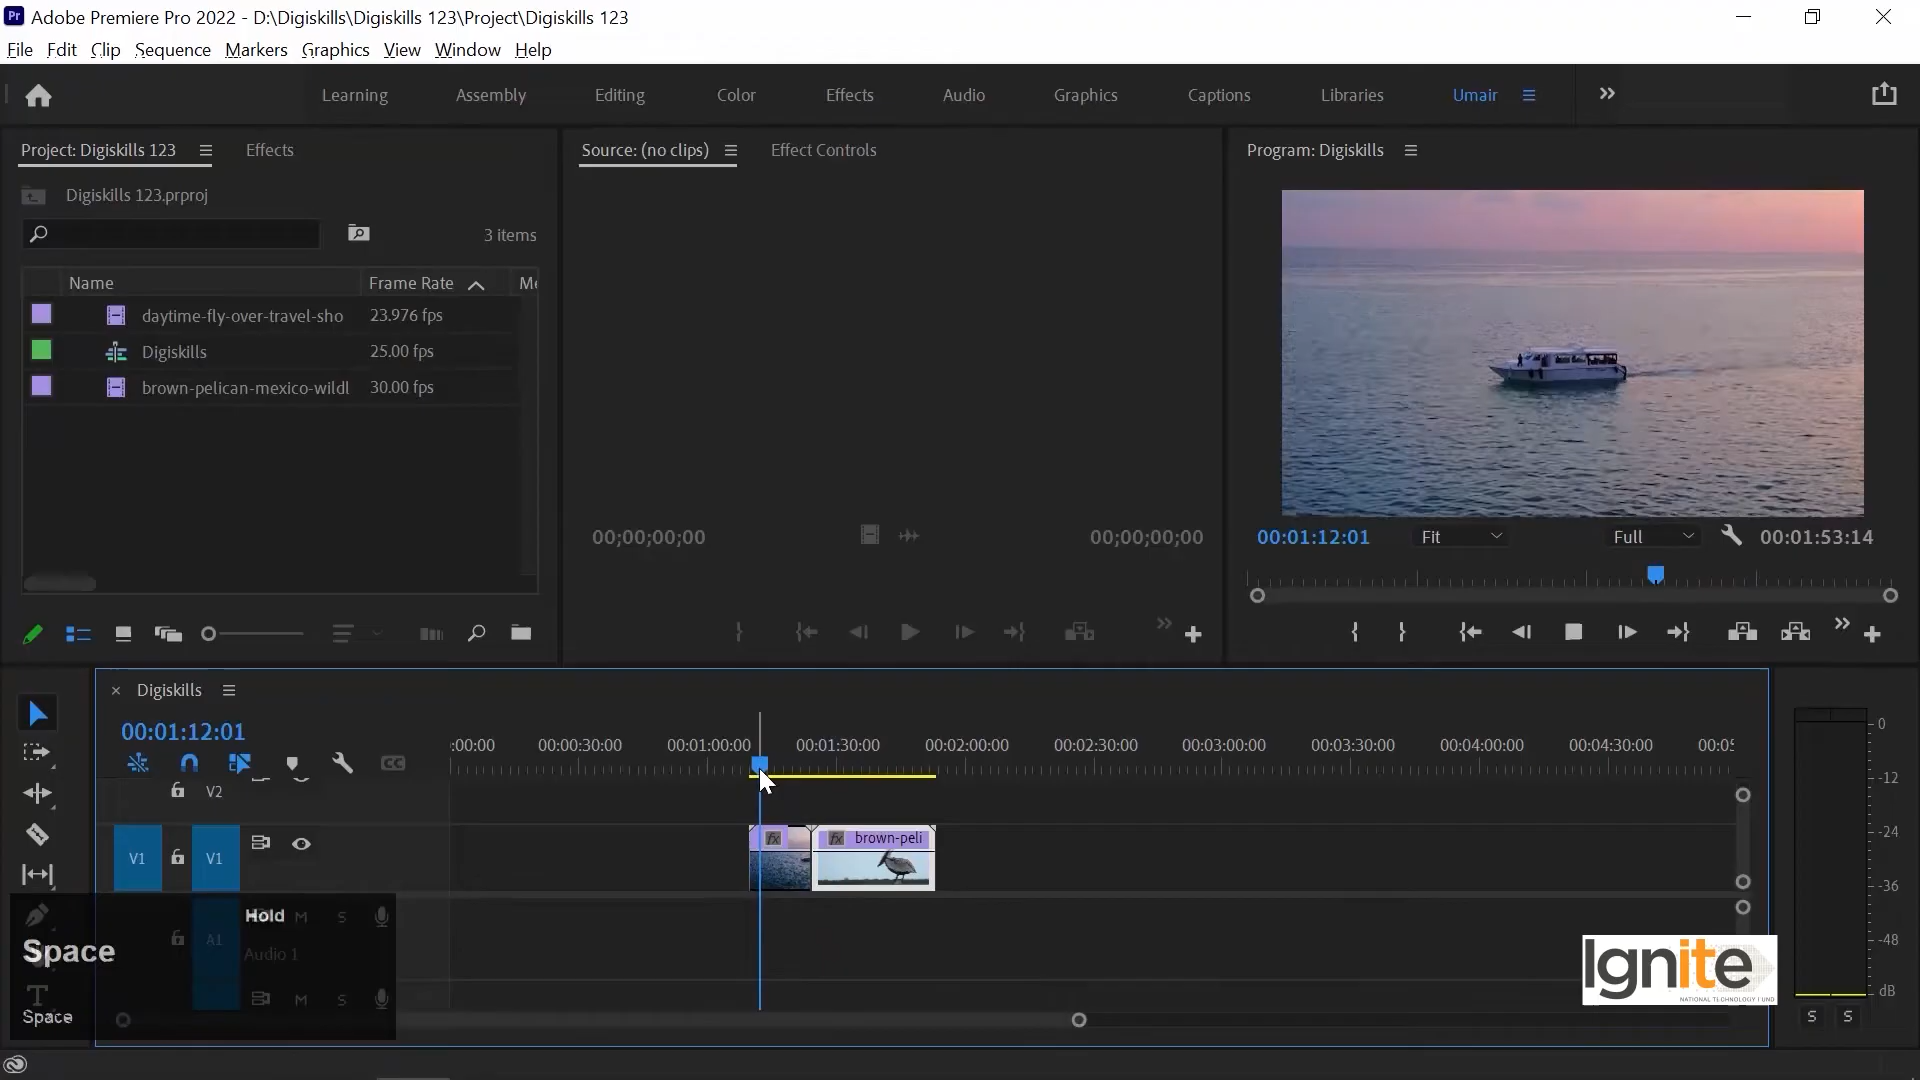 Adobe Premiere Pro 2022 - D:\Digiskills\Digiskills 123\Project\Digiskills 123
File Edit Clip Sequence Markers Graphics View Window Help
Learning Assembly Editing Color Effects Audio Graphics Captions Libraries Umair
Project: Digiskills 123 Effects Source: (no clips) Effect Controls Program: Digiskills
Digiskills 123.prproj
3 items
Name Frame Rate
daytime-fly-over-travel-sho 23.976 fps
Digiskills 25.00 fps
brown-pelican-mexico-wildl 30.00 fps
00;00;00;00 00;00;00;00 00:01:12:01 Fit Full 00:01:53:14
Digiskills
00:01:12:01
:00:00 00:00:30:00 00:01:00:00 00:01:30:00 00:02:00:00 00:02:30:00 00:03:00:00 00:03:30:00 00:04:00:00 00:04:30:00
V2
V1 V1 fx fx brown-peli
Hold M S
A1
Space
Audio 1
T M S
Space
0
-12
-24
-36
-48
dB
S S
Ignite
NATIONAL TECHNOLOGY FUND